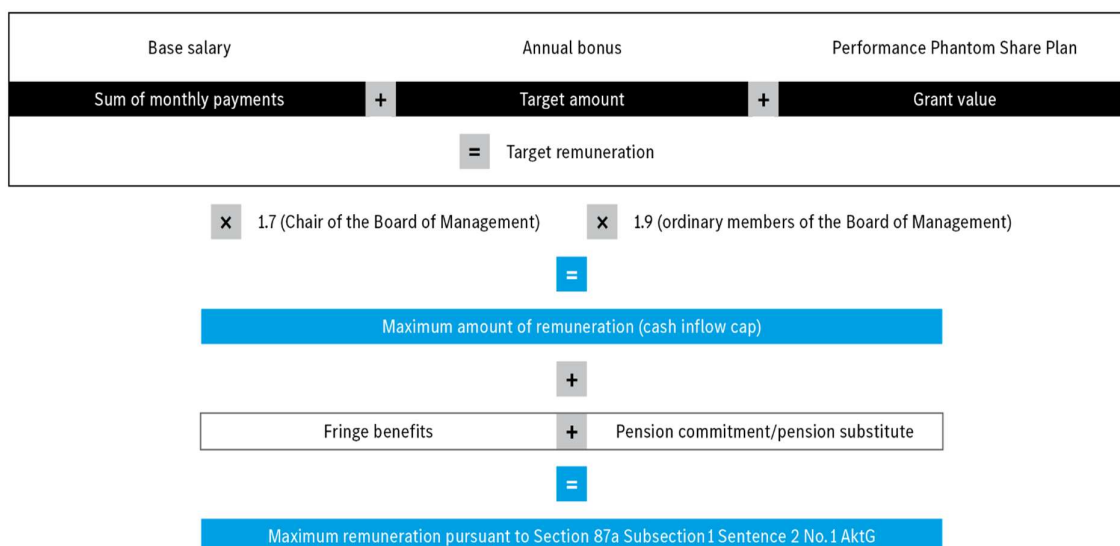 Base salary Annual bonus Performance Phantom Share Plan
Sum of monthly payments + Target amount + Grant value
= Target remuneration
× 1.7 (Chair of the Board of Management) × 1.9 (ordinary members of the Board of Management)
=
Maximum amount of remuneration (cash inflow cap)
+
Fringe benefits + Pension commitment/pension substitute
=
Maximum remuneration pursuant to Section 87a Subsection 1 Sentence 2 No. 1 AktG